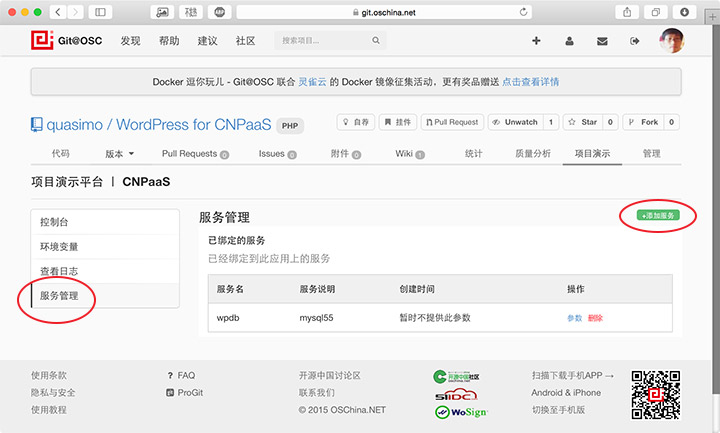 git.oschina.net
Git@OSC 发现 帮助 建议 社区 搜索项目...
Docker 逗你玩儿 - Git@OSC 联合 灵雀云 的 Docker 镜像征集活动，更有奖品赠送 点击查看详情
quasimo / WordPress for CNPaaS PHP 自荐 挂件 Pull Request Unwatch 1 Star 0 Fork 0
代码 版本 Pull Requests 0 Issues 0 附件 0 Wiki 1 统计 质量分析 项目演示 管理
项目演示平台 | CNPaaS
控制台
环境变量
查看日志
服务管理
服务管理 +添加服务
已绑定的服务
已经绑定到此应用上的服务
服务名 服务说明 创建时间 操作
wpdb mysql55 暂时不提供此参数 参数 删除
使用条款 ? FAQ 开源中国讨论区 开源中国社区 扫描下载手机APP →
隐私与安全 ProGit 联系我们 SIIDC Android & iPhone
使用教程 © 2015 OSChina.NET WoSign 切换至手机版